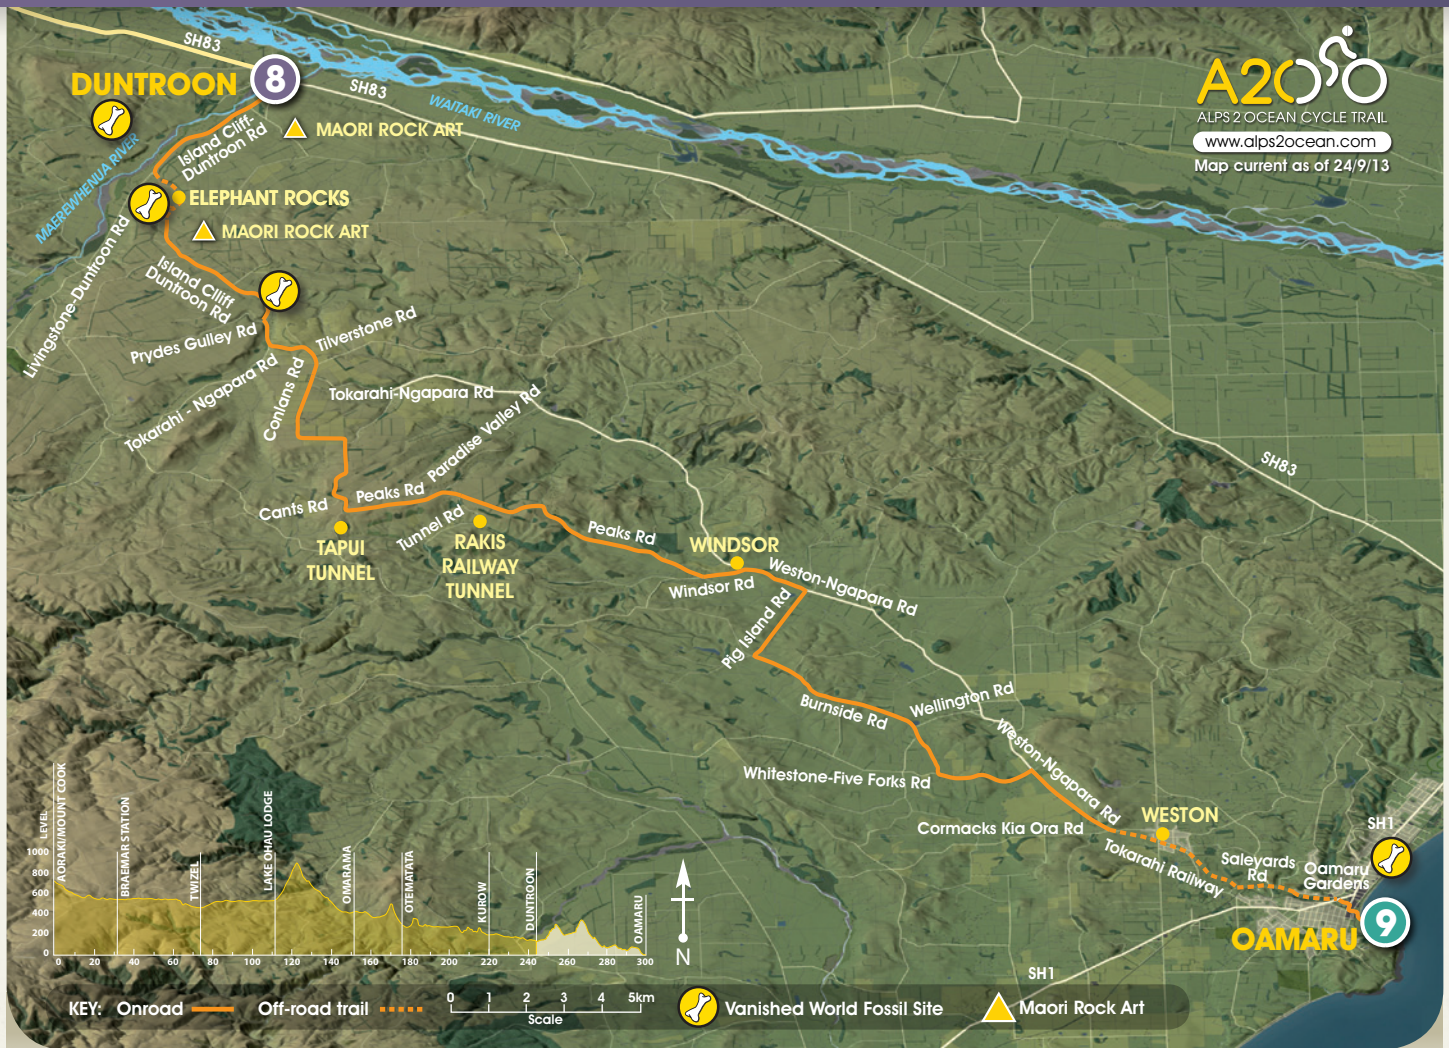 SH83
DUNTROON
8
SH83
WAITAKI RIVER
A2O
ALPS 2 OCEAN CYCLE TRAIL
www.alps2ocean.com
Map current as of 24/9/13
Island Cliff-
Duntroon Rd
MAORI ROCK ART
MAEREWHENUA RIVER
ELEPHANT ROCKS
MAORI ROCK ART
Livingstone-Duntroon Rd
Island Clliff
Duntroon Rd
Prydes Gulley Rd
Tilverstone Rd
Tokarahi - Ngapara Rd
Conlans Rd
Tokarahi-Ngapara Rd
Paradise Valley Rd
SH83
Cants Rd
Peaks Rd
Tunnel Rd
TAPUI
TUNNEL
RAKIS
RAILWAY
TUNNEL
Peaks Rd
WINDSOR
Windsor Rd
Weston-Ngapara Rd
Pig Island Rd
Burnside Rd
Wellington Rd
Weston-Ngapara Rd
Whitestone-Five Forks Rd
Cormacks Kia Ora Rd
WESTON
Tokarahi Railway
Saleyards
Rd
Oamaru
Gardens
SH1
9
OAMARU
SH1
LEVEL
1000
800
600
400
200
0
AORAKI/MOUNT COOK
BRAEMAR STATION
TWIZEL
LAKE OHAU LODGE
OMARAMA
OTEMATATA
KUROW
DUNTROON
OAMARU
0 20 40 60 80 100 120 140 160 180 200 220 240 260 280 300
N
KEY: Onroad
Off-road trail
0 1 2 3 4 5km
Scale
Vanished World Fossil Site
Maori Rock Art